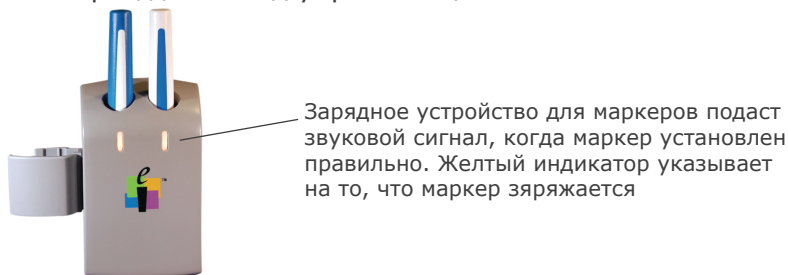 Зарядное устройство для маркеров подаст
звуковой сигнал, когда маркер установлен
правильно. Желтый индикатор указывает
на то, что маркер зяряжается